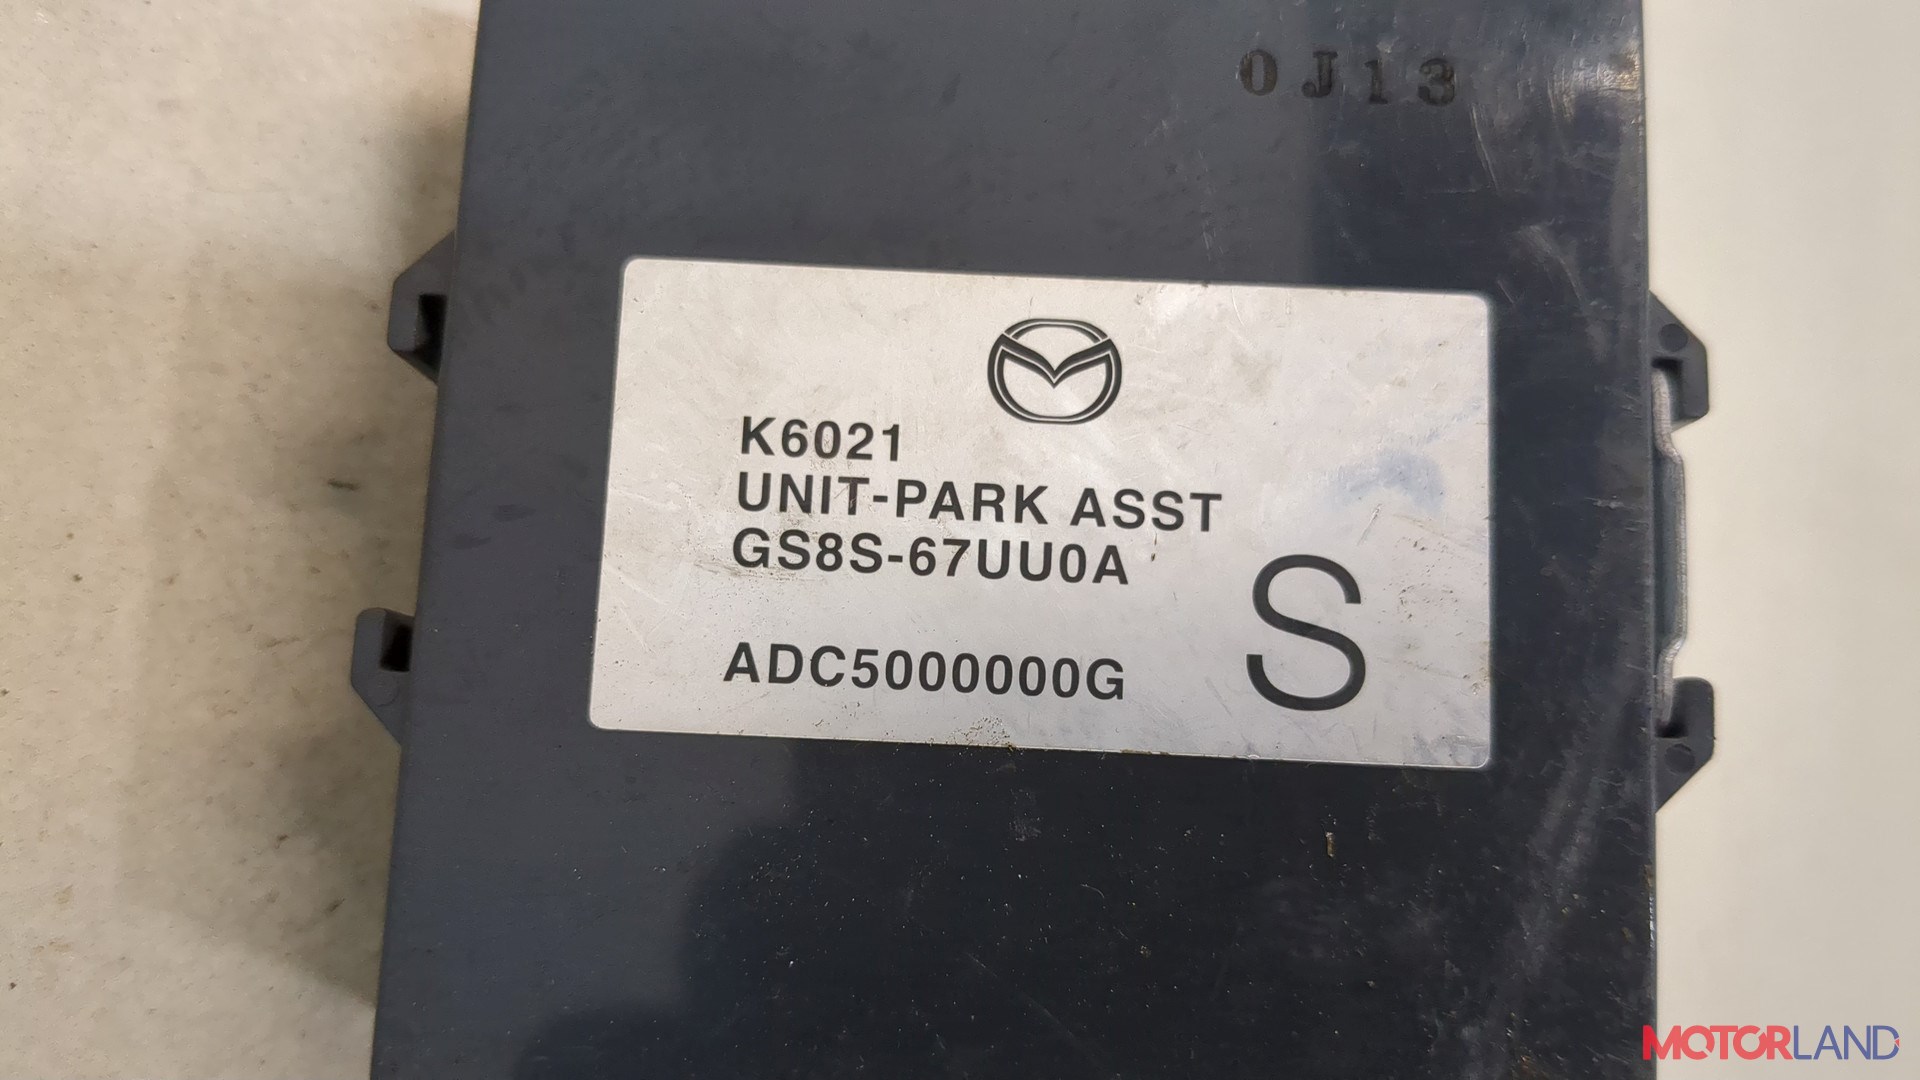 0J13
K6021
UNIT-PARK ASST
GS8S-67UU0A
S
ADC5000000G
MOTORLAND